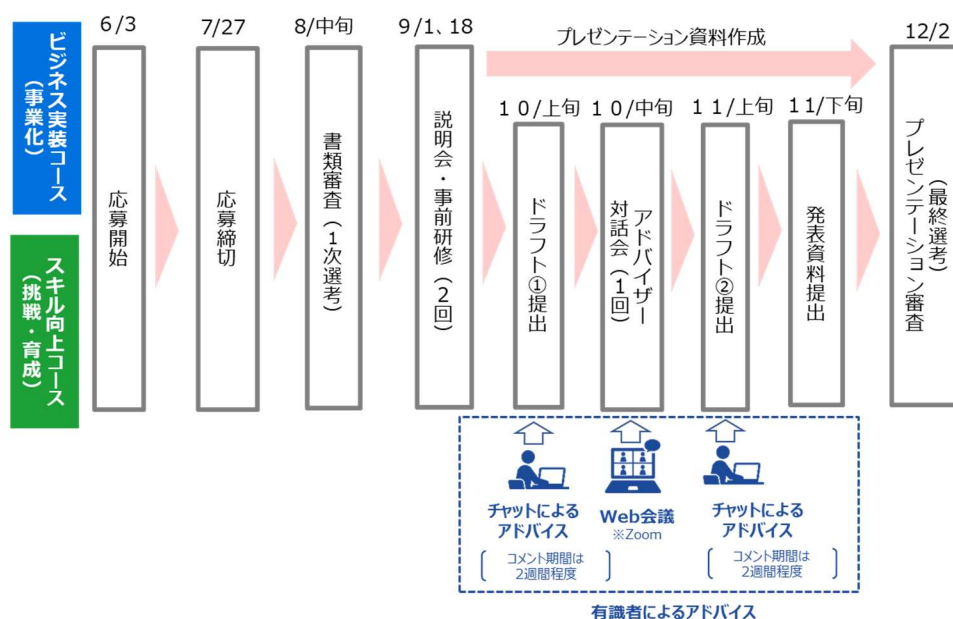 ビジネス実装コース
(事業化)
スキル向上コース
(挑戦・育成)
6/3
応募開始
7/27
応募締切
8/中旬
書類審査(1次選考)
9/1、18
説明会・事前研修(2回)
プレゼンテーション資料作成
10/上旬
ドラフト①提出
10/中旬
アドバイザー
対話会(1回)
11/上旬
ドラフト②提出
11/下旬
発表資料提出
12/2
プレゼンテーション審査
(最終選考)
チャットによる
アドバイス
コメント期間は
2週間程度
Web会議
※Zoom
チャットによる
アドバイス
コメント期間は
2週間程度
有識者によるアドバイス